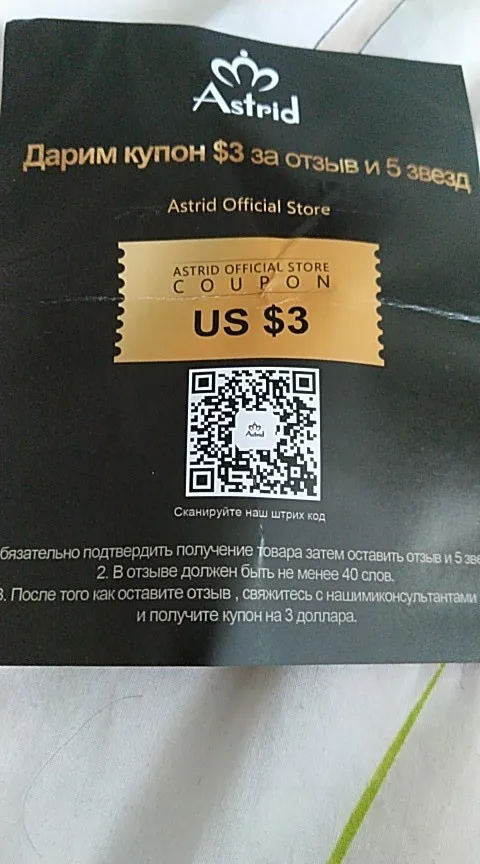 Astrid
Дарим купон $3 за отзыв и 5 звезд
Astrid Official Store
ASTRID OFFICIAL STORE
COUPON
US $3
Astrid
Сканируйте наш штрих код
бязательно подтвердить получение товара затем оставить отзыв и 5 зве
2. В отзыве должен быть не менее 40 слов.
3. После того как оставите отзыв , свяжитесь с нашимиконсультантами
и получите купон на 3 доллара.